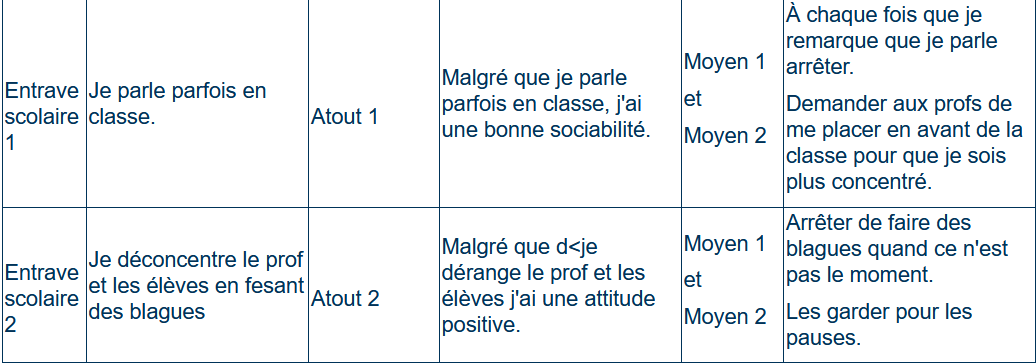 Entrave
scolaire
1
Je parle parfois en
classe.
Atout 1
Malgré que je parle
parfois en classe, j'ai
une bonne sociabilité.
Moyen 1
et
Moyen 2
À chaque fois que je
remarque que je parle
arrêter.
Demander aux profs de
me placer en avant de la
classe pour que je sois
plus concentré.
Entrave
scolaire
2
Je déconcentre le prof
et les élèves en fesant
des blagues
Atout 2
Malgré que d<je
dérange le prof et les
élèves j'ai une attitude
positive.
Moyen 1
et
Moyen 2
Arrêter de faire des
blagues quand ce n'est
pas le moment.
Les garder pour les
pauses.